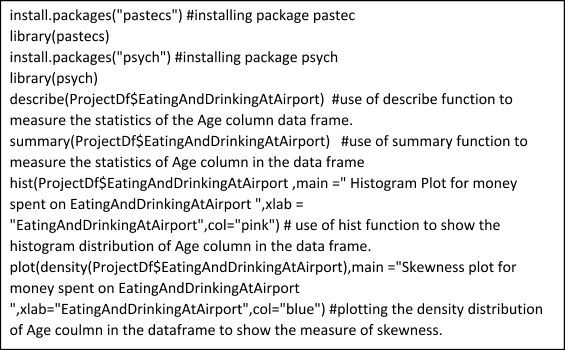 install.packages("pastecs") #installing package pastec
library(pastecs)
install.packages("psych") #installing package psych
library(psych)
describe(ProjectDf$EatingAndDrinkingAtAirport)  #use of describe function to
measure the statistics of the Age column data frame.
summary(ProjectDf$EatingAndDrinkingAtAirport)   #use of summary function to
measure the statistics of Age column in the data frame
hist(ProjectDf$EatingAndDrinkingAtAirport ,main =" Histogram Plot for money
spent on EatingAndDrinkingAtAirport ",xlab =
"EatingAndDrinkingAtAirport",col="pink") # use of hist function to show the
histogram distribution of Age column in the data frame.
plot(density(ProjectDf$EatingAndDrinkingAtAirport),main ="Skewness plot for
money spent on EatingAndDrinkingAtAirport
",xlab="EatingAndDrinkingAtAirport",col="blue") #plotting the density distribution
of Age coulmn in the dataframe to show the measure of skewness.